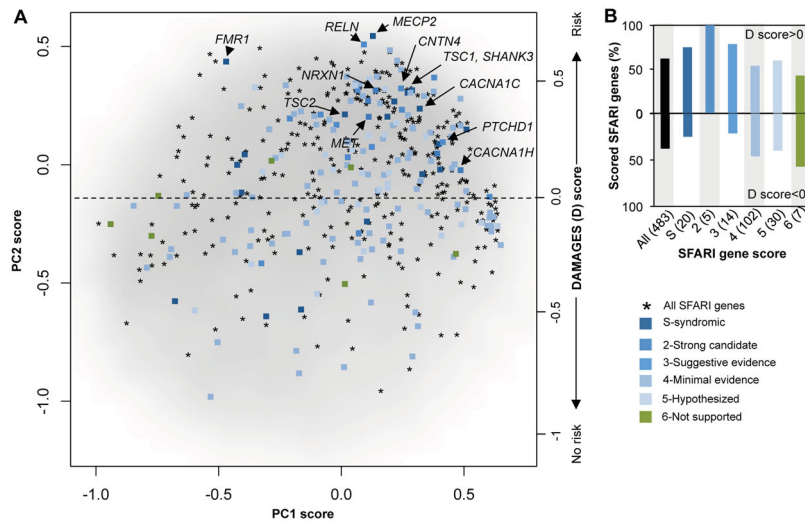 A
B
RELN
MECP2
FMR1
CNTN4
TSC1, SHANK3
NRXN1
CACNA1C
TSC2
MET
PTCHD1
CACNA1H
0.5
0.0
-0.5
-1.0
PC2 score
-1.0
-0.5
0.0
0.5
PC1 score
0.5
0.0
-0.5
-1
Risk
DAMAGES (D) score
No risk
D score>0
D score<0
100
50
0
50
100
Scored SFARI genes (%)
All (483)
S (20)
2 (5)
3 (14)
4 (102)
5 (30)
6 (7)
SFARI gene score
* All SFARI genes
S-syndromic
2-Strong candidate
3-Suggestive evidence
4-Minimal evidence
5-Hypothesized
6-Not supported